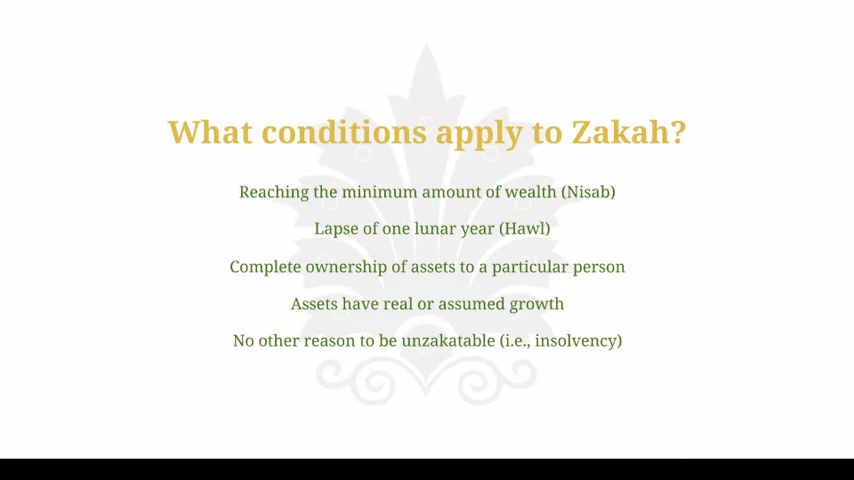 What conditions apply to Zakah?
Reaching the minimum amount of wealth (Nisab)
Lapse of one lunar year (Hawl)
Complete ownership of assets to a particular person
Assets have real or assumed growth
No other reason to be unzakatable (i.e., insolvency)